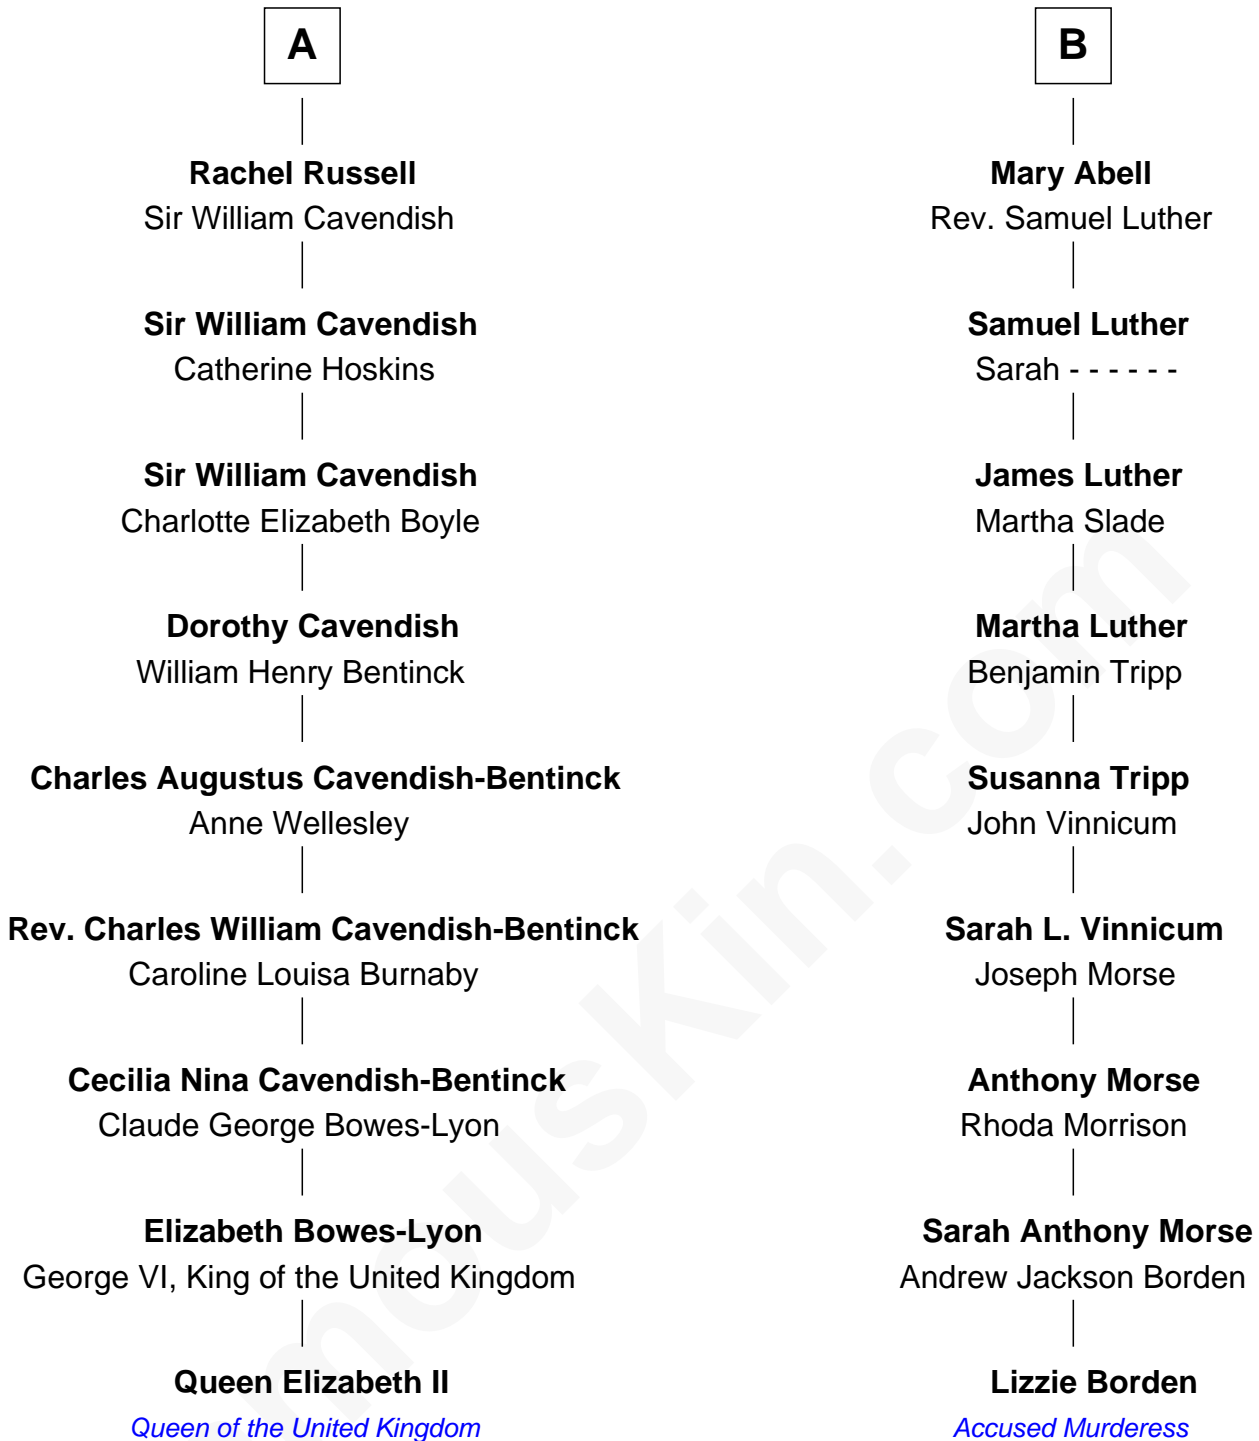 A
Rachel Russell
Sir William Cavendish
Sir William Cavendish
Catherine Hoskins
Sir William Cavendish
Charlotte Elizabeth Boyle
Dorothy Cavendish
William Henry Bentinck
Charles Augustus Cavendish-Bentinck
Anne Wellesley
Rev. Charles William Cavendish-Bentinck
Caroline Louisa Burnaby
Cecilia Nina Cavendish-Bentinck
Claude George Bowes-Lyon
Elizabeth Bowes-Lyon
George VI, King of the United Kingdom
Queen Elizabeth II
Queen of the United Kingdom
B
Mary Abell
Rev. Samuel Luther
Samuel Luther
Sarah - - - - - -
James Luther
Martha Slade
Martha Luther
Benjamin Tripp
Susanna Tripp
John Vinnicum
Sarah L. Vinnicum
Joseph Morse
Anthony Morse
Rhoda Morrison
Sarah Anthony Morse
Andrew Jackson Borden
Lizzie Borden
Accused Murderess
mouskin.com